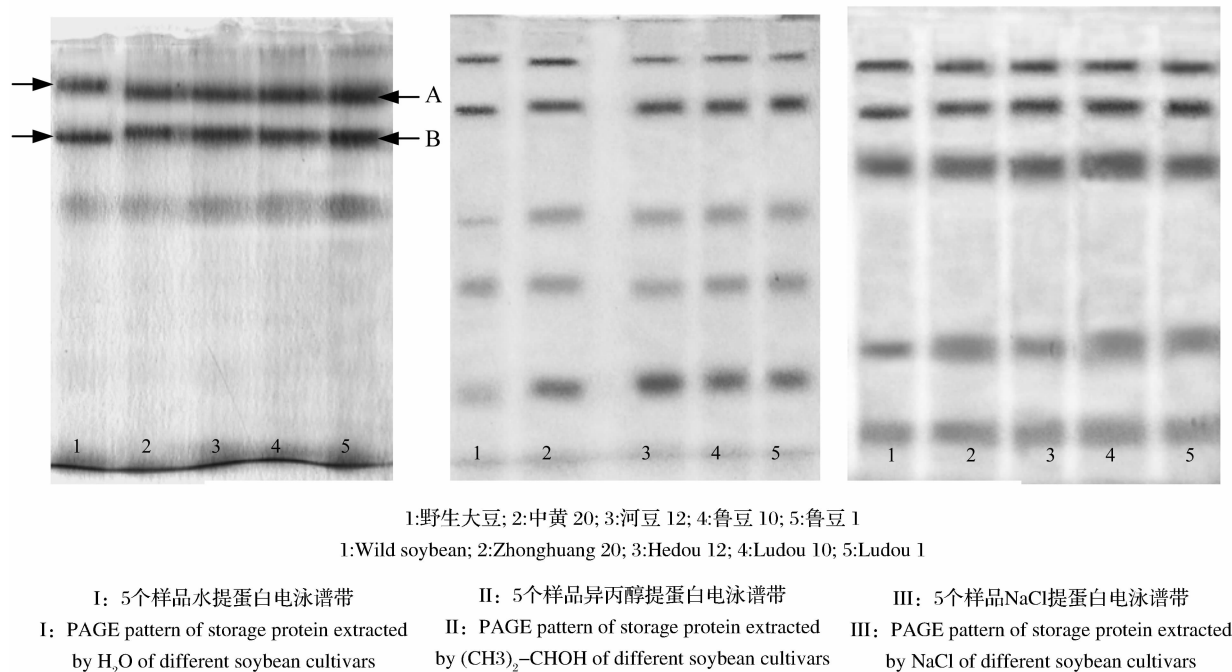 A
B
1 2 3 4 5
1 2 3 4 5
1 2 3 4 5
1:野生大豆; 2:中黄 20; 3:河豆 12; 4:鲁豆 10; 5:鲁豆 1
1:Wild soybean; 2:Zhonghuang 20; 3:Hedou 12; 4:Ludou 10; 5:Ludou 1
I: 5个样品水提蛋白电泳谱带
I: PAGE pattern of storage protein extracted
by H₂O of different soybean cultivars
II: 5个样品异丙醇提蛋白电泳谱带
II: PAGE pattern of storage protein extracted
by (CH3)₂–CHOH of different soybean cultivars
III: 5个样品NaCl提蛋白电泳谱带
III: PAGE pattern of storage protein extracted
by NaCl of different soybean cultivars